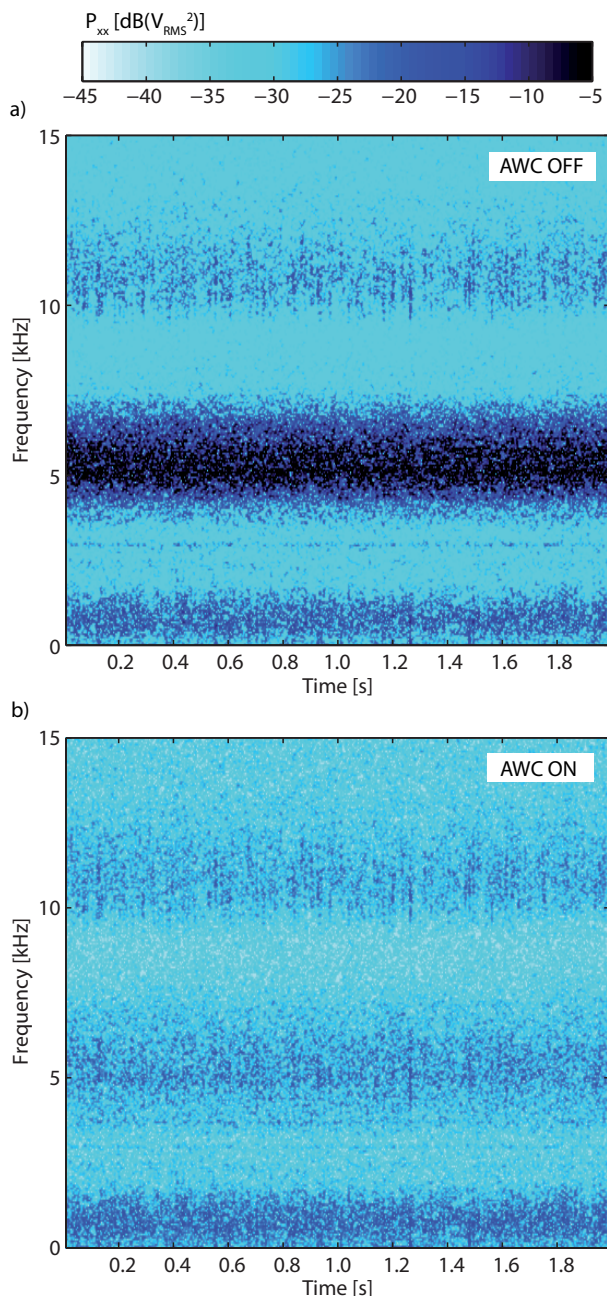 Pxx [dB(VRMS²)]
−45 −40 −35 −30 −25 −20 −15 −10 −5
a)
AWC OFF
15
10
5
0
Frequency [kHz]
0.2 0.4 0.6 0.8 1.0 1.2 1.4 1.6 1.8
Time [s]
b)
AWC ON
15
10
5
0
Frequency [kHz]
0.2 0.4 0.6 0.8 1.0 1.2 1.4 1.6 1.8
Time [s]